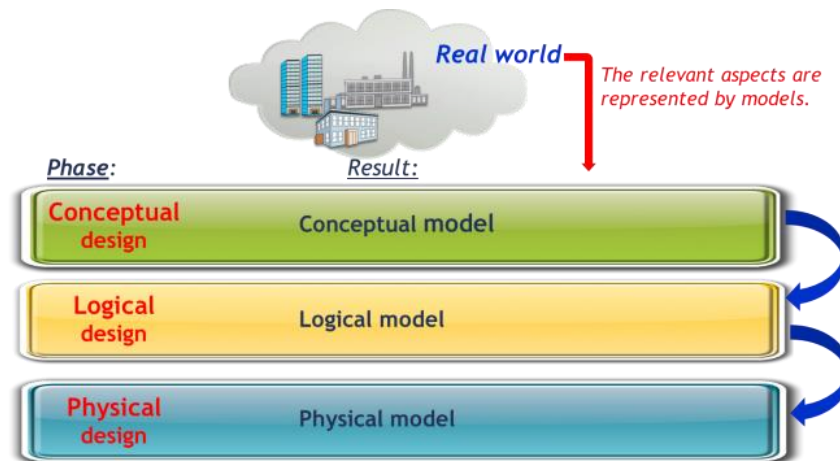 Real world
The relevant aspects are
represented by models.
Phase:
Result:
Conceptual
design
Conceptual model
Logical
design
Logical model
Physical
design
Physical model